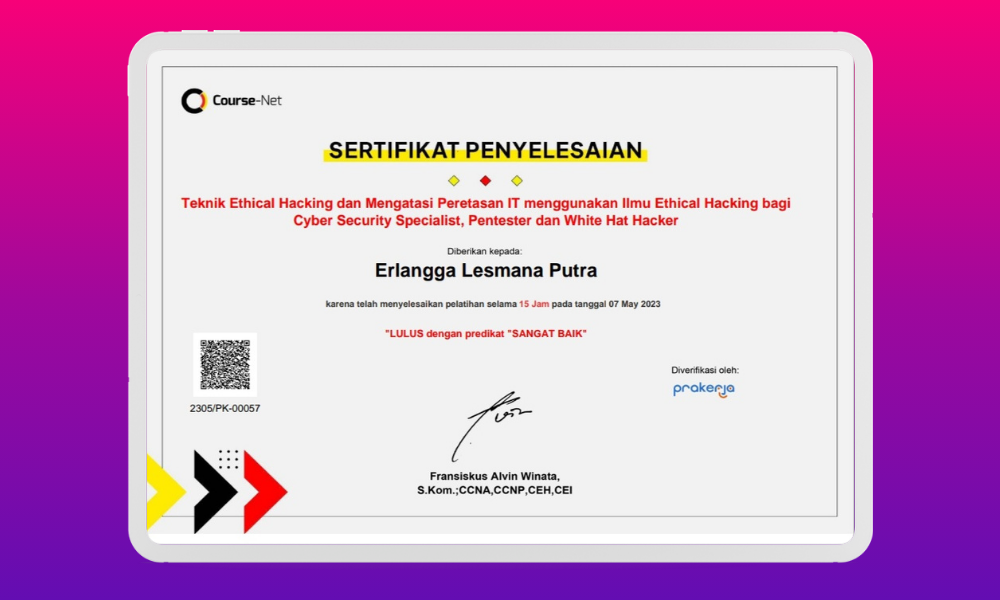 Course-Net
SERTIFIKAT PENYELESAIAN
Teknik Ethical Hacking dan Mengatasi Peretasan IT menggunakan Ilmu Ethical Hacking bagi
Cyber Security Specialist, Pentester dan White Hat Hacker
Diberikan kepada:
Erlangga Lesmana Putra
karena telah menyelesaikan pelatihan selama 15 Jam pada tanggal 07 May 2023
"LULUS dengan predikat "SANGAT BAIK"
Diverifikasi oleh:
prakerja
2305/PK-00057
Fransiskus Alvin Winata,
S.Kom.;CCNA,CCNP,CEH,CEI